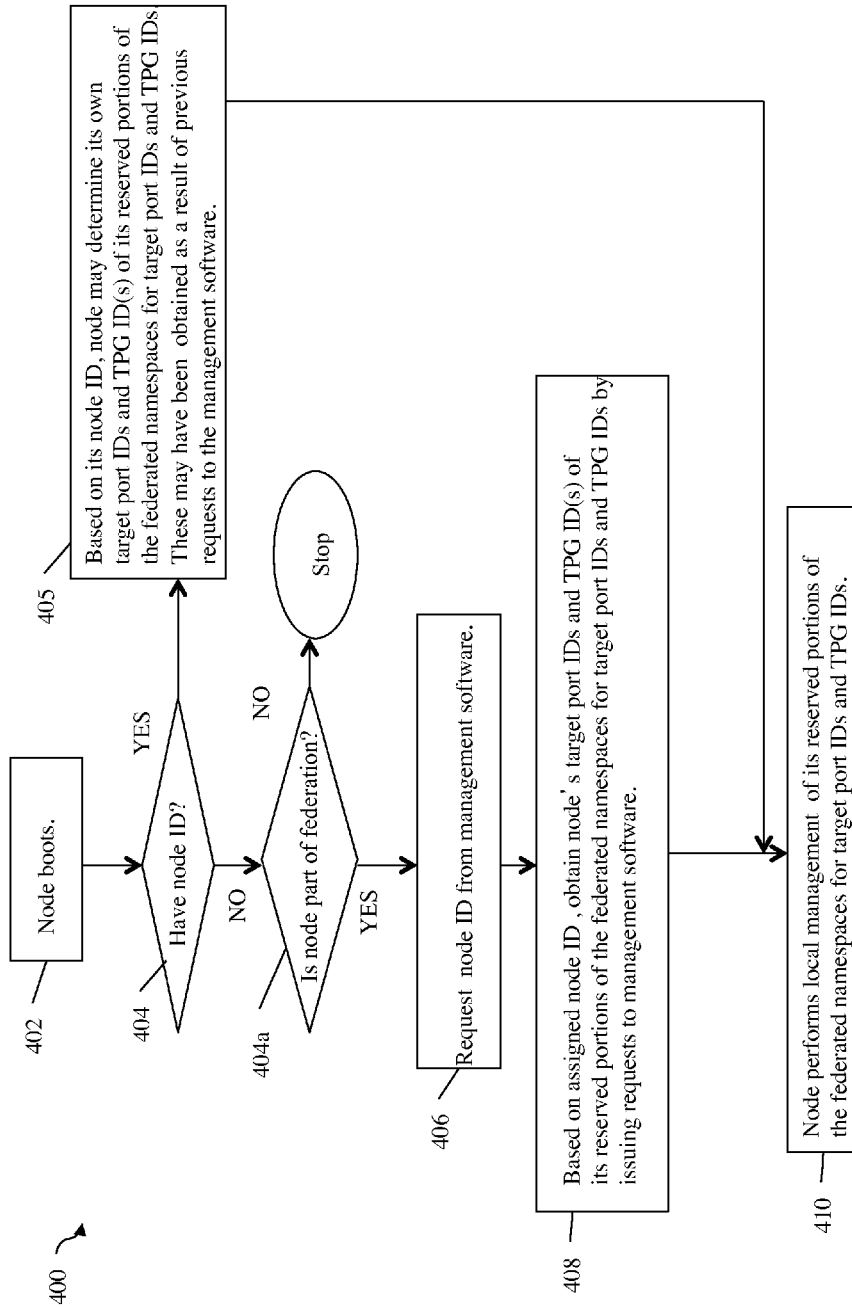 400
402
Node boots.
404
Have node ID?
YES
NO
405
Based on its node ID, node may determine its own
target port IDs and TPG ID(s) of its reserved portions of
the federated namespaces for target port IDs and TPG IDs.
These may have been obtained as a result of previous
requests to the management software.
404a
Is node part of federation?
NO
YES
Stop
406
Request node ID from management software.
408
Based on assigned node ID , obtain node's target port IDs and TPG ID(s) of
its reserved portions of the federated namespaces for target port IDs and TPG IDs by
issuing requests to management software.
410
Node performs local management of its reserved portions of
the federated namespaces for target port IDs and TPG IDs.